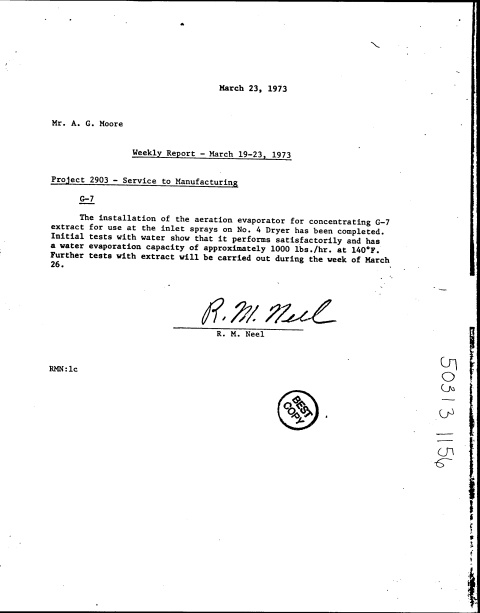 March 23, 1973
Mr. A. G. Moore
Weekly Report - March 19-23, 1973
Project 2903 - Service to Manufacturing
G-7
The installation of the aeration evaporator for concentrating G-7
extract for use at the inlet sprays on No. 4 Dryer has been completed.
Initial tests with water show that it performs satisfactorily and has
a water evaporation capacity of approximately 1000 lbs./hr. at 140°F.
Further tests with extract will be carried out during the week of March
26.
R. M. Neel
R. M. Neel
RMN:lc
BEST
COPY
50313 1156